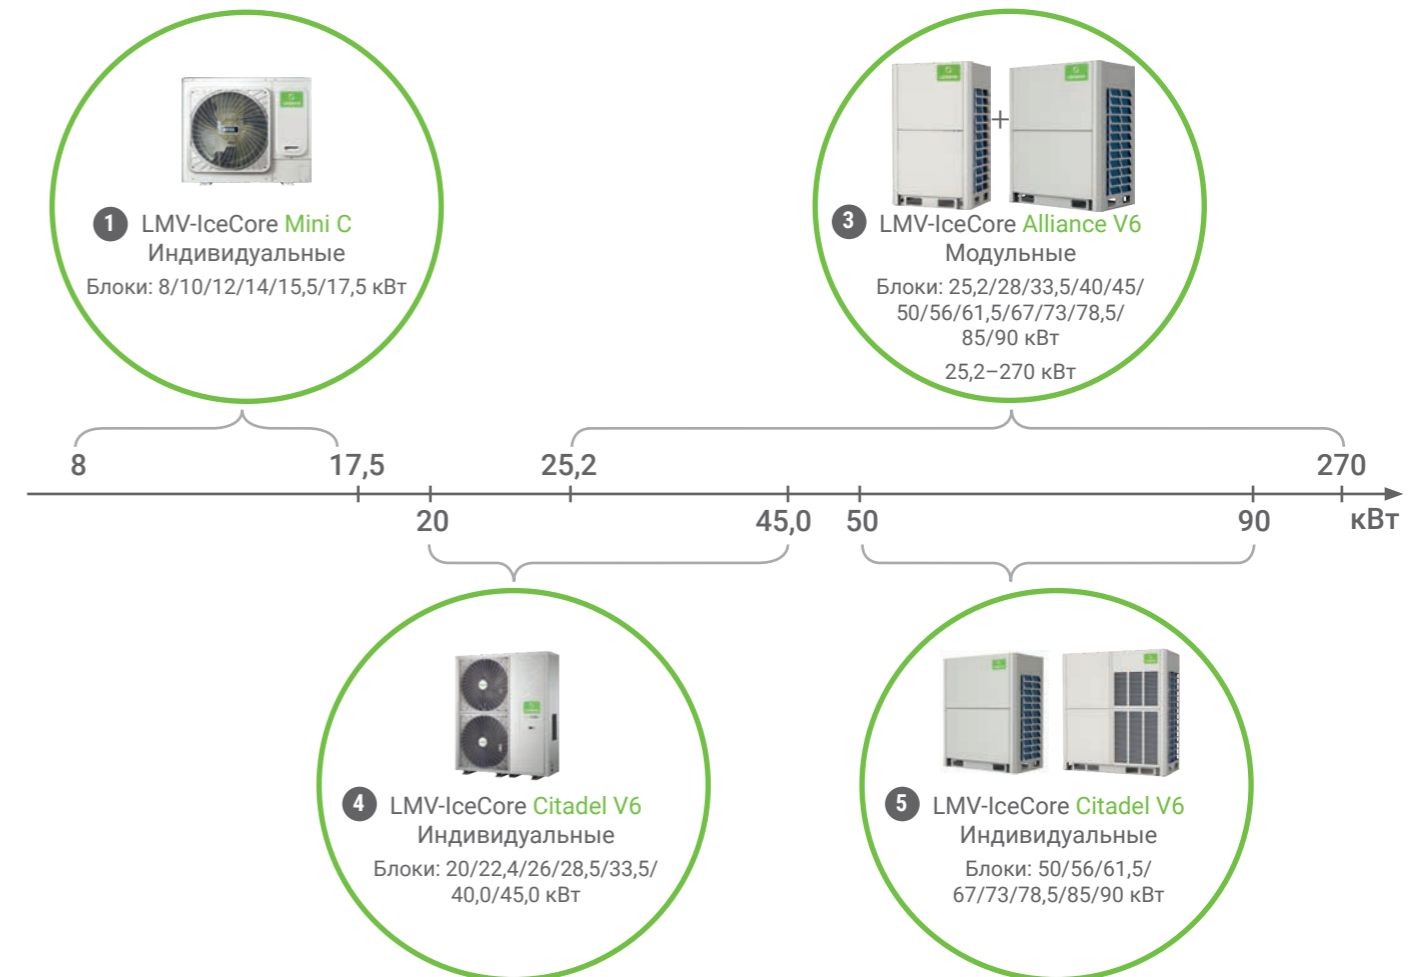 1 LMV-IceCore Mini C
Индивидуальные
Блоки: 8/10/12/14/15,5/17,5 кВт
+
3 LMV-IceCore Alliance V6
Модульные
Блоки: 25,2/28/33,5/40/45/
50/56/61,5/67/73/78,5/
85/90 кВт
25,2–270 кВт
8 17,5 25,2 270
20 45,0 50 90 кВт
4 LMV-IceCore Citadel V6
Индивидуальные
Блоки: 20/22,4/26/28,5/33,5/
40,0/45,0 кВт
5 LMV-IceCore Citadel V6
Индивидуальные
Блоки: 50/56/61,5/
67/73/78,5/85/90 кВт